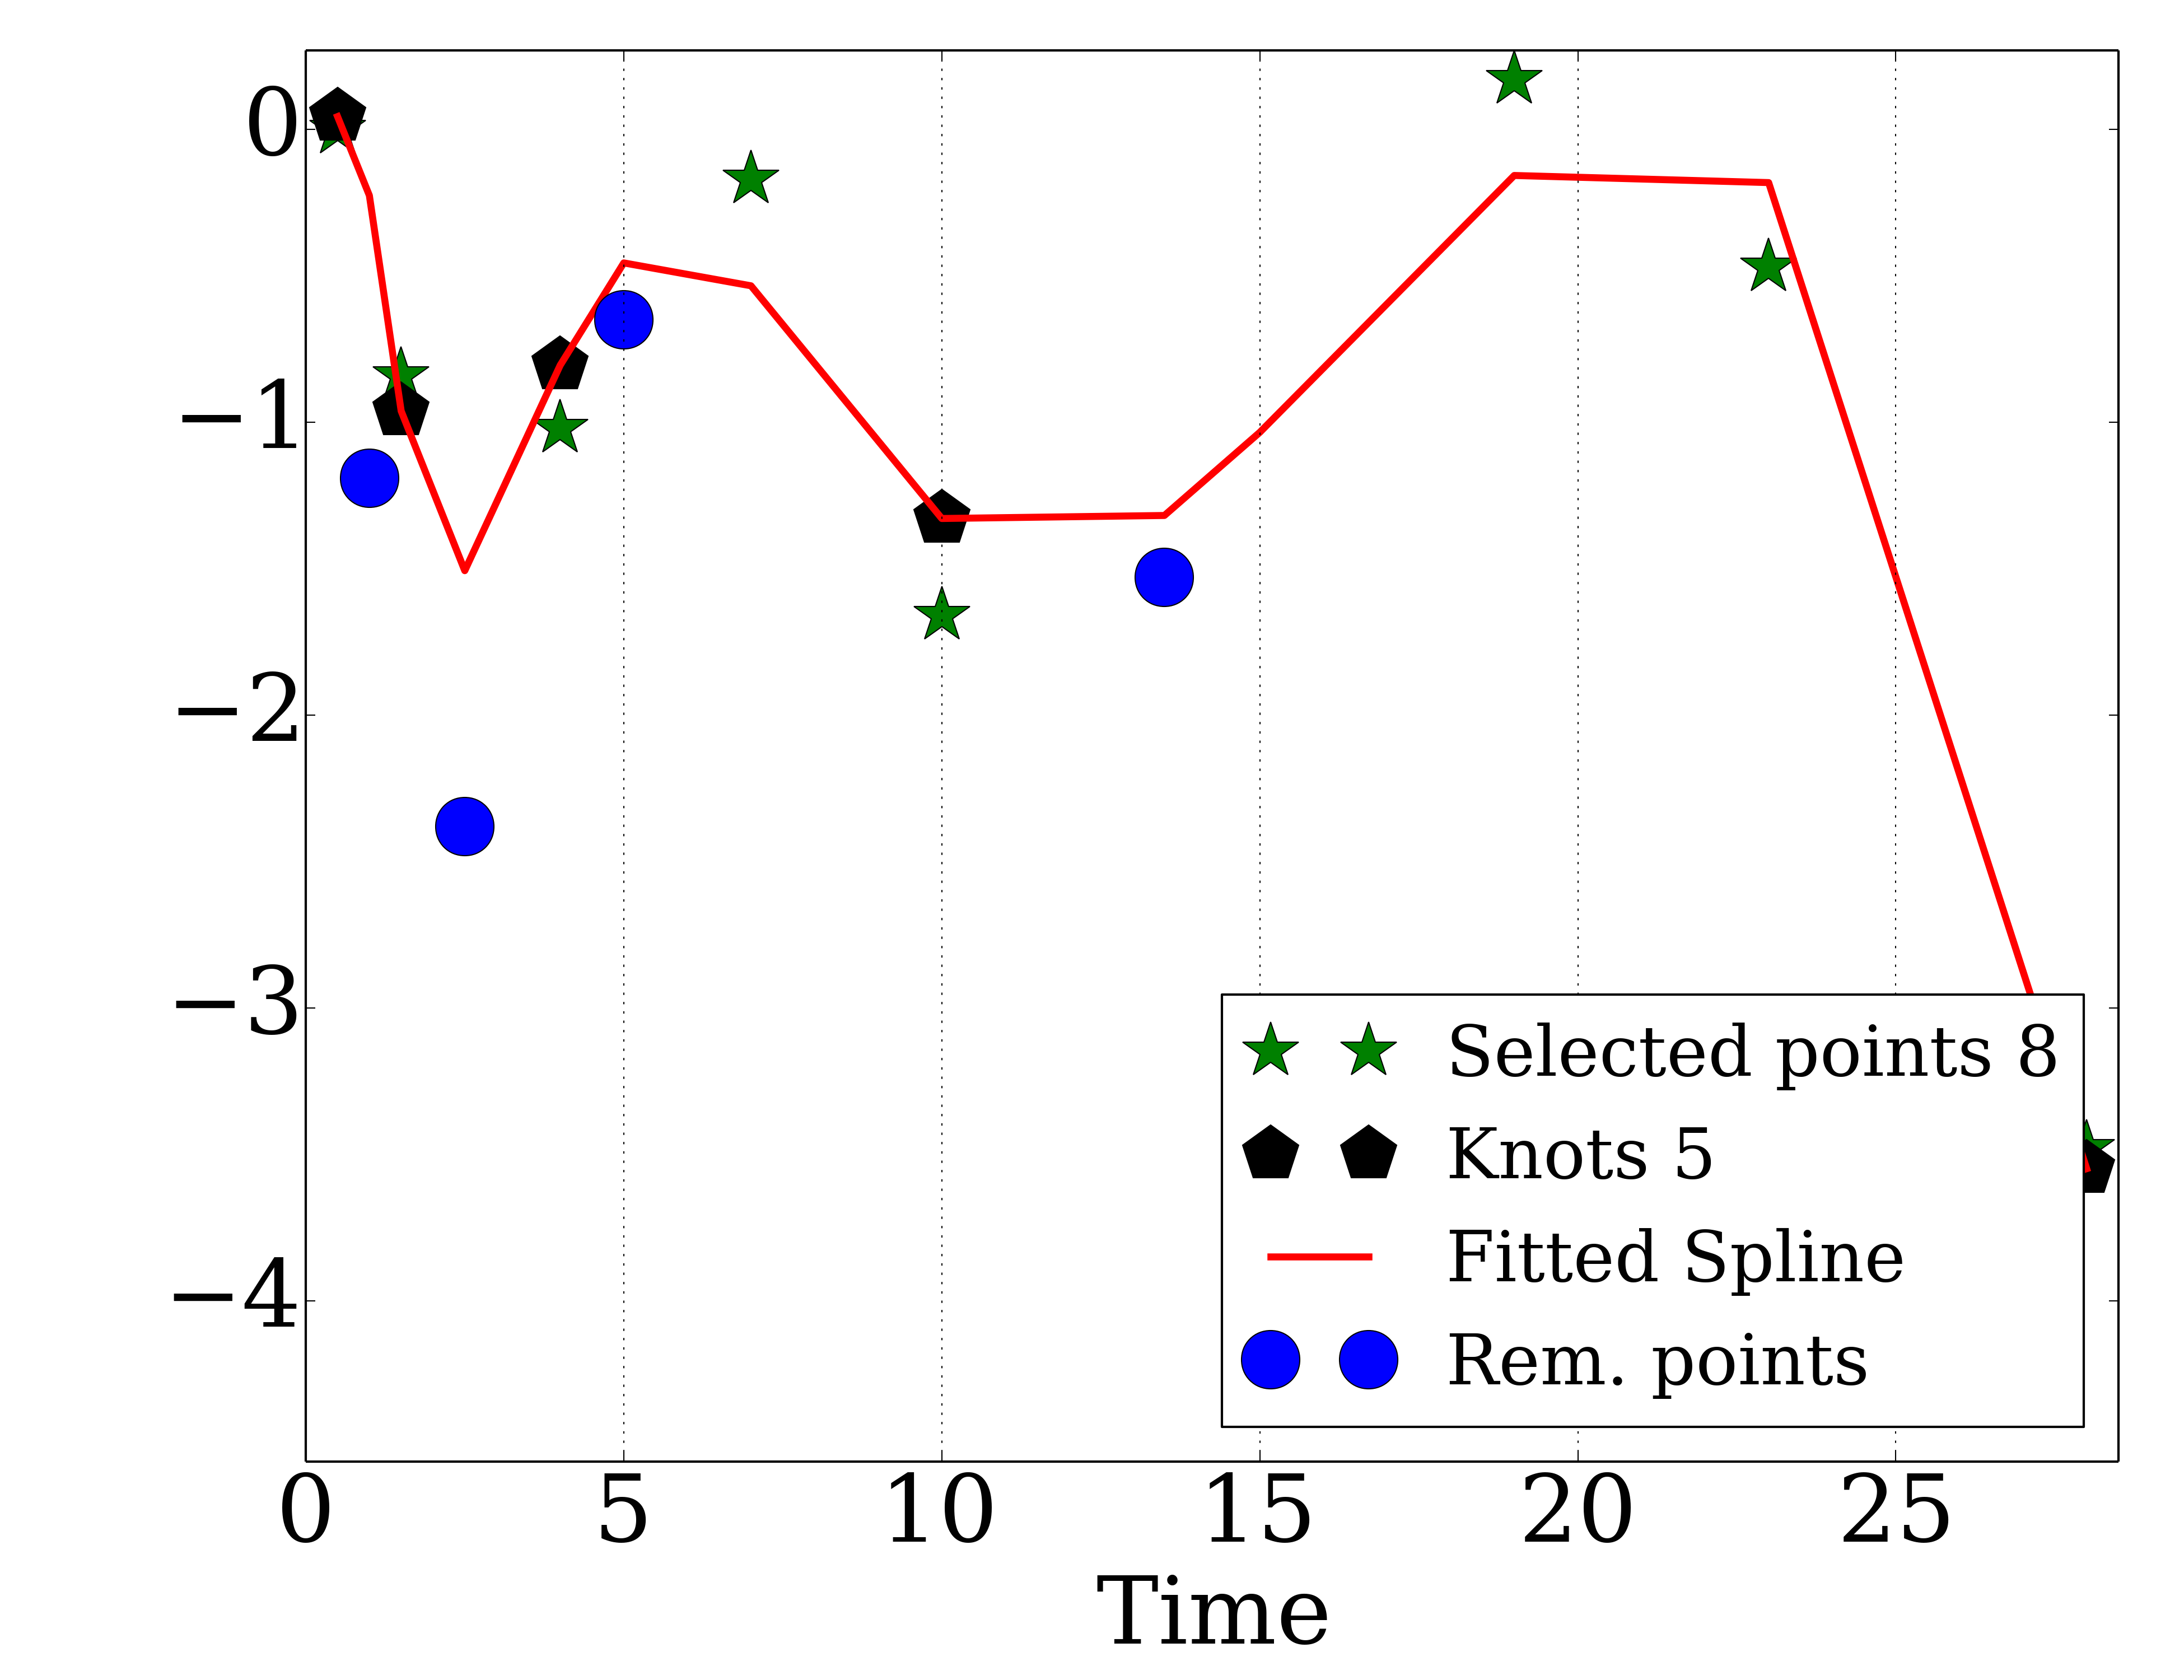 0
−1
−2
−3
−4
Selected points 8
Knots 5
Fitted Spline
Rem. points
0 5 10 15 20 25
Time